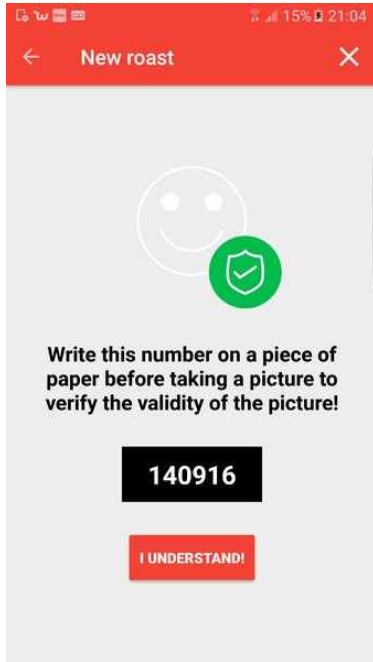 15% 21:04
New roast
Write this number on a piece of
paper before taking a picture to
verify the validity of the picture!
140916
I UNDERSTAND!